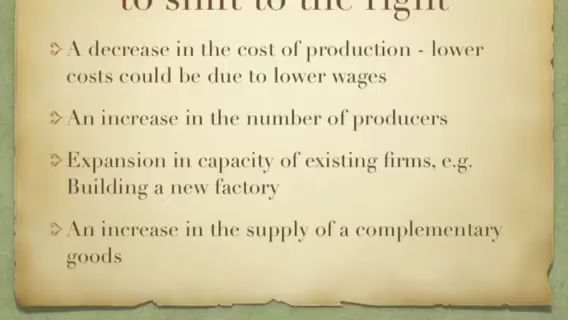 to shift to the right
A decrease in the cost of production - lower
costs could be due to lower wages
An increase in the number of producers
Expansion in capacity of existing firms, e.g.
Building a new factory
An increase in the supply of a complementary
goods